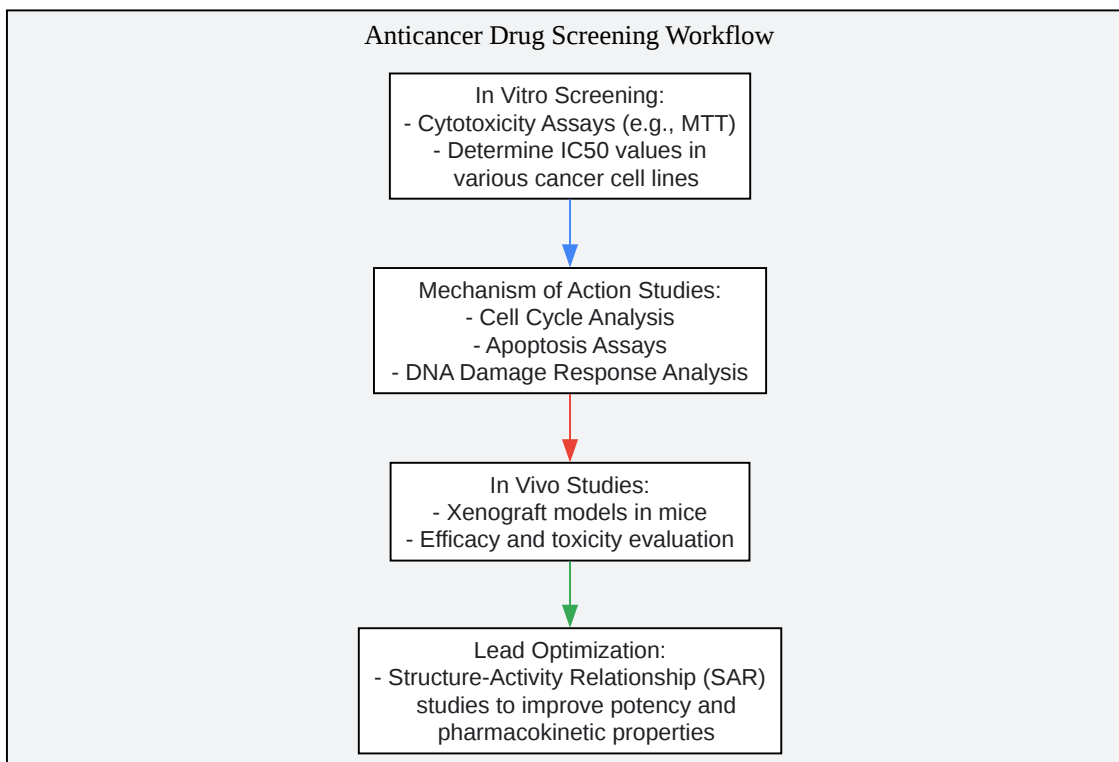 Anticancer Drug Screening Workflow
In Vitro Screening:
- Cytotoxicity Assays (e.g., MTT)
- Determine IC50 values in
various cancer cell lines
Mechanism of Action Studies:
- Cell Cycle Analysis
- Apoptosis Assays
- DNA Damage Response Analysis
In Vivo Studies:
- Xenograft models in mice
- Efficacy and toxicity evaluation
Lead Optimization:
- Structure-Activity Relationship (SAR)
studies to improve potency and
pharmacokinetic properties